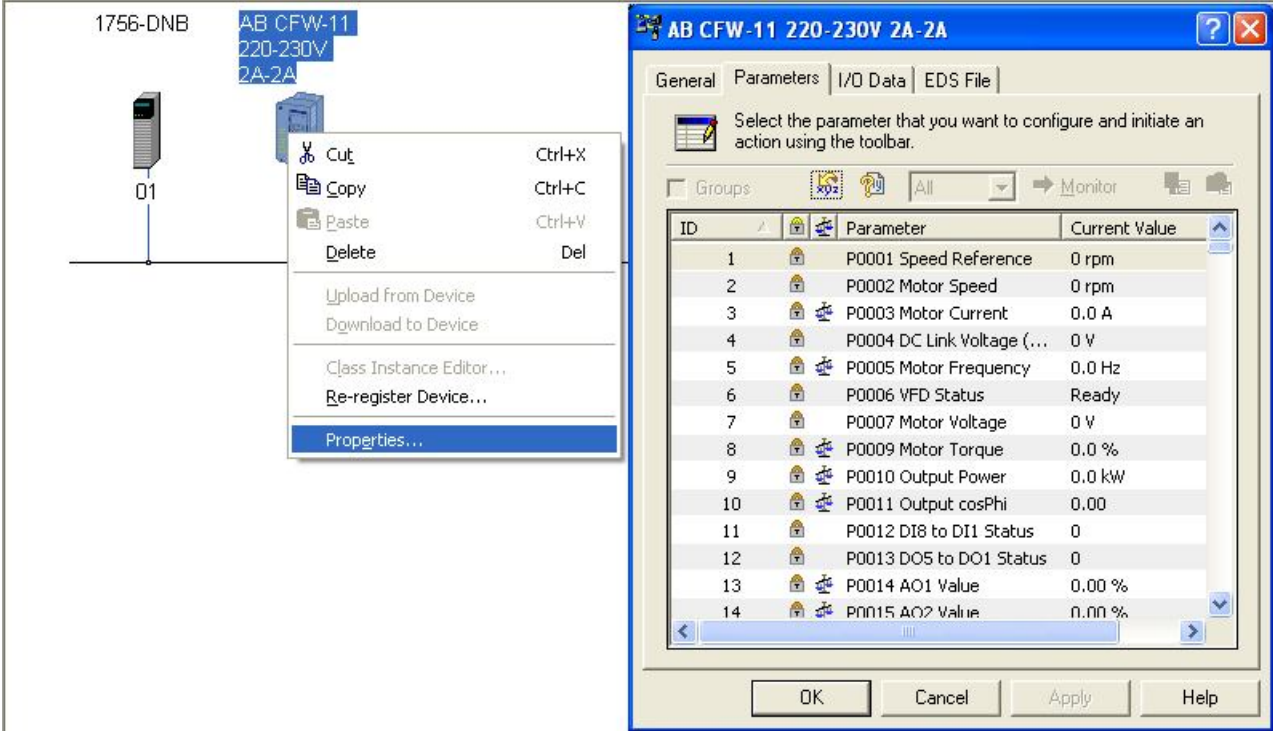 1756-DNB
AB CFW-11
220-230V
2A-2A
01
Cut Ctrl+X
Copy Ctrl+C
Paste Ctrl+V
Delete Del
Upload from Device
Download to Device
Class Instance Editor...
Re-register Device...
Properties...
AB CFW-11 220-230V 2A-2A
General Parameters I/O Data EDS File
Select the parameter that you want to configure and initiate an
action using the toolbar.
Groups xyz All Monitor
ID Parameter Current Value
1 P0001 Speed Reference 0 rpm
2 P0002 Motor Speed 0 rpm
3 P0003 Motor Current 0.0 A
4 P0004 DC Link Voltage (... 0 V
5 P0005 Motor Frequency 0.0 Hz
6 P0006 VFD Status Ready
7 P0007 Motor Voltage 0 V
8 P0009 Motor Torque 0.0 %
9 P0010 Output Power 0.0 kW
10 P0011 Output cosPhi 0.00
11 P0012 DI8 to DI1 Status 0
12 P0013 DO5 to DO1 Status 0
13 P0014 AO1 Value 0.00 %
14 P0015 AO2 Value 0.00 %
OK Cancel Apply Help